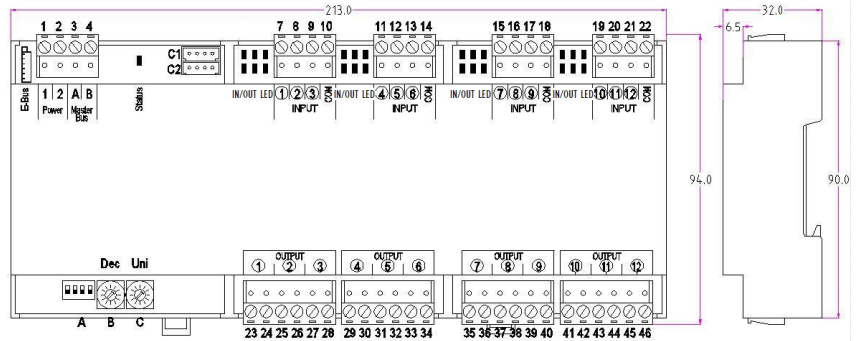 213.0
32.0
6.5
1 2 3 4
7 8 9 10
11 12 13 14
15 16 17 18
19 20 21 22
C1
C2
E-Bus
1 2 A B
Power Master Bus
Status
IN/OUT LED ① ② ③ COM
INPUT
IN/OUT LED ④ ⑤ ⑥ COM
INPUT
IN/OUT LED ⑦ ⑧ ⑨ COM
INPUT
IN/OUT LED ⑩ ⑪ ⑫ COM
INPUT
94.0
90.0
Dec Uni
OUTPUT
① ② ③
OUTPUT
④ ⑤ ⑥
OUTPUT
⑦ ⑧ ⑨
OUTPUT
⑩ ⑪ ⑫
A B C
23 24 25 26 27 28
29 30 31 32 33 34
35 36 37 38 39 40
41 42 43 44 45 46